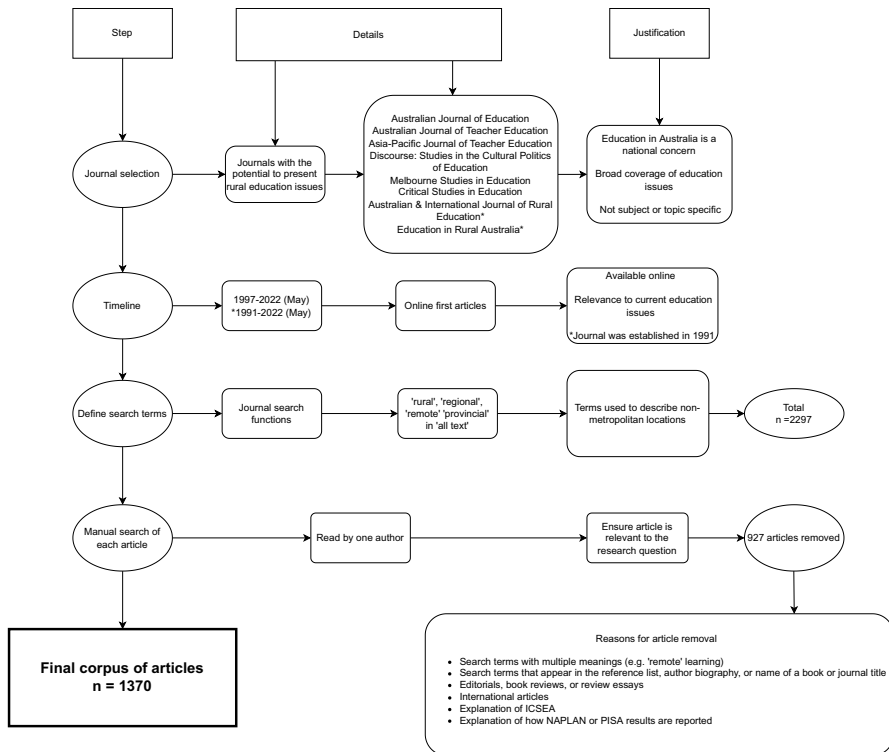 Step
Details
Justification
Journal selection
Journals with the
potential to present
rural education issues
Australian Journal of Education
Australian Journal of Teacher Education
Asia-Pacific Journal of Teacher Education
Discourse: Studies in the Cultural Politics
of Education
Melbourne Studies in Education
Critical Studies in Education
Australian & International Journal of Rural
Education*
Education in Rural Australia*
Education in Australia is a
national concern
Broad coverage of education
issues
Not subject or topic specific
Timeline
1997-2022 (May)
*1991-2022 (May)
Online first articles
Available online
Relevance to current education
issues
*Journal was established in 1991
Define search terms
Journal search
functions
'rural', 'regional',
'remote' 'provincial'
in 'all text'
Terms used to describe non-
metropolitan locations
Total
n =2297
Manual search of
each article
Read by one author
Ensure article is
relevant to the
research question
927 articles removed
Final corpus of articles
n = 1370
Reasons for article removal
• Search terms with multiple meanings (e.g. 'remote' learning)
• Search terms that appear in the reference list, author biography, or name of a book or journal title
• Editorials, book reviews, or review essays
• International articles
• Explanation of ICSEA
• Explanation of how NAPLAN or PISA results are reported